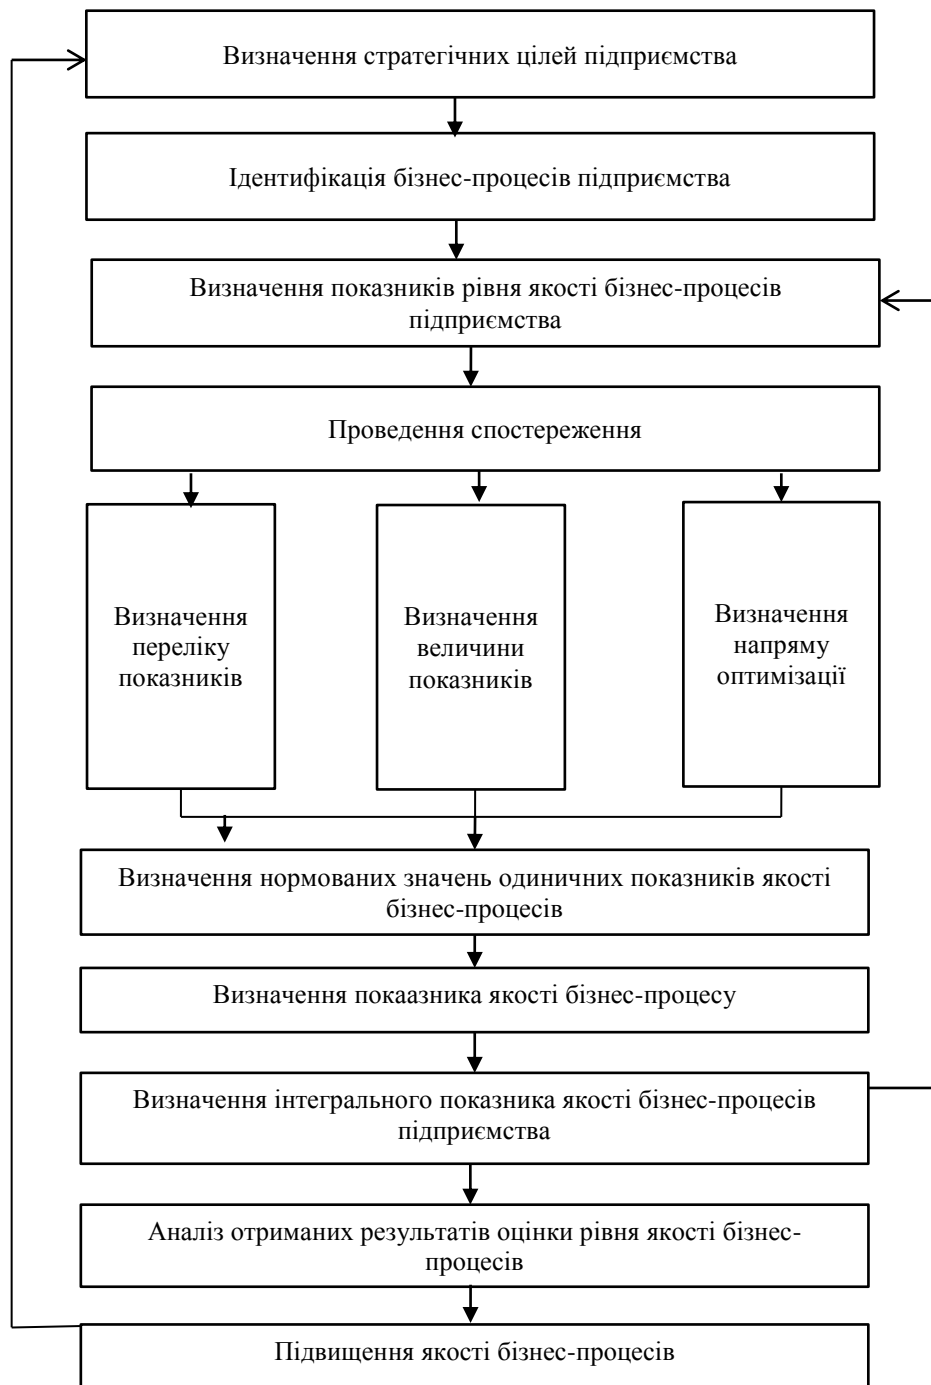 Визначення стратегічних цілей підприємства
Ідентифікація бізнес-процесів підприємства
Визначення показників рівня якості бізнес-процесів
підприємства
Проведення спостереження
Визначення
переліку
показників
Визначення
величини
показників
Визначення
напряму
оптимізації
Визначення нормованих значень одиничних показників якості
бізнес-процесів
Визначення покаазника якості бізнес-процесу
Визначення інтегрального показника якості бізнес-процесів
підприємства
Аналіз отриманих результатів оцінки рівня якості бізнес-
процесів
Підвищення якості бізнес-процесів